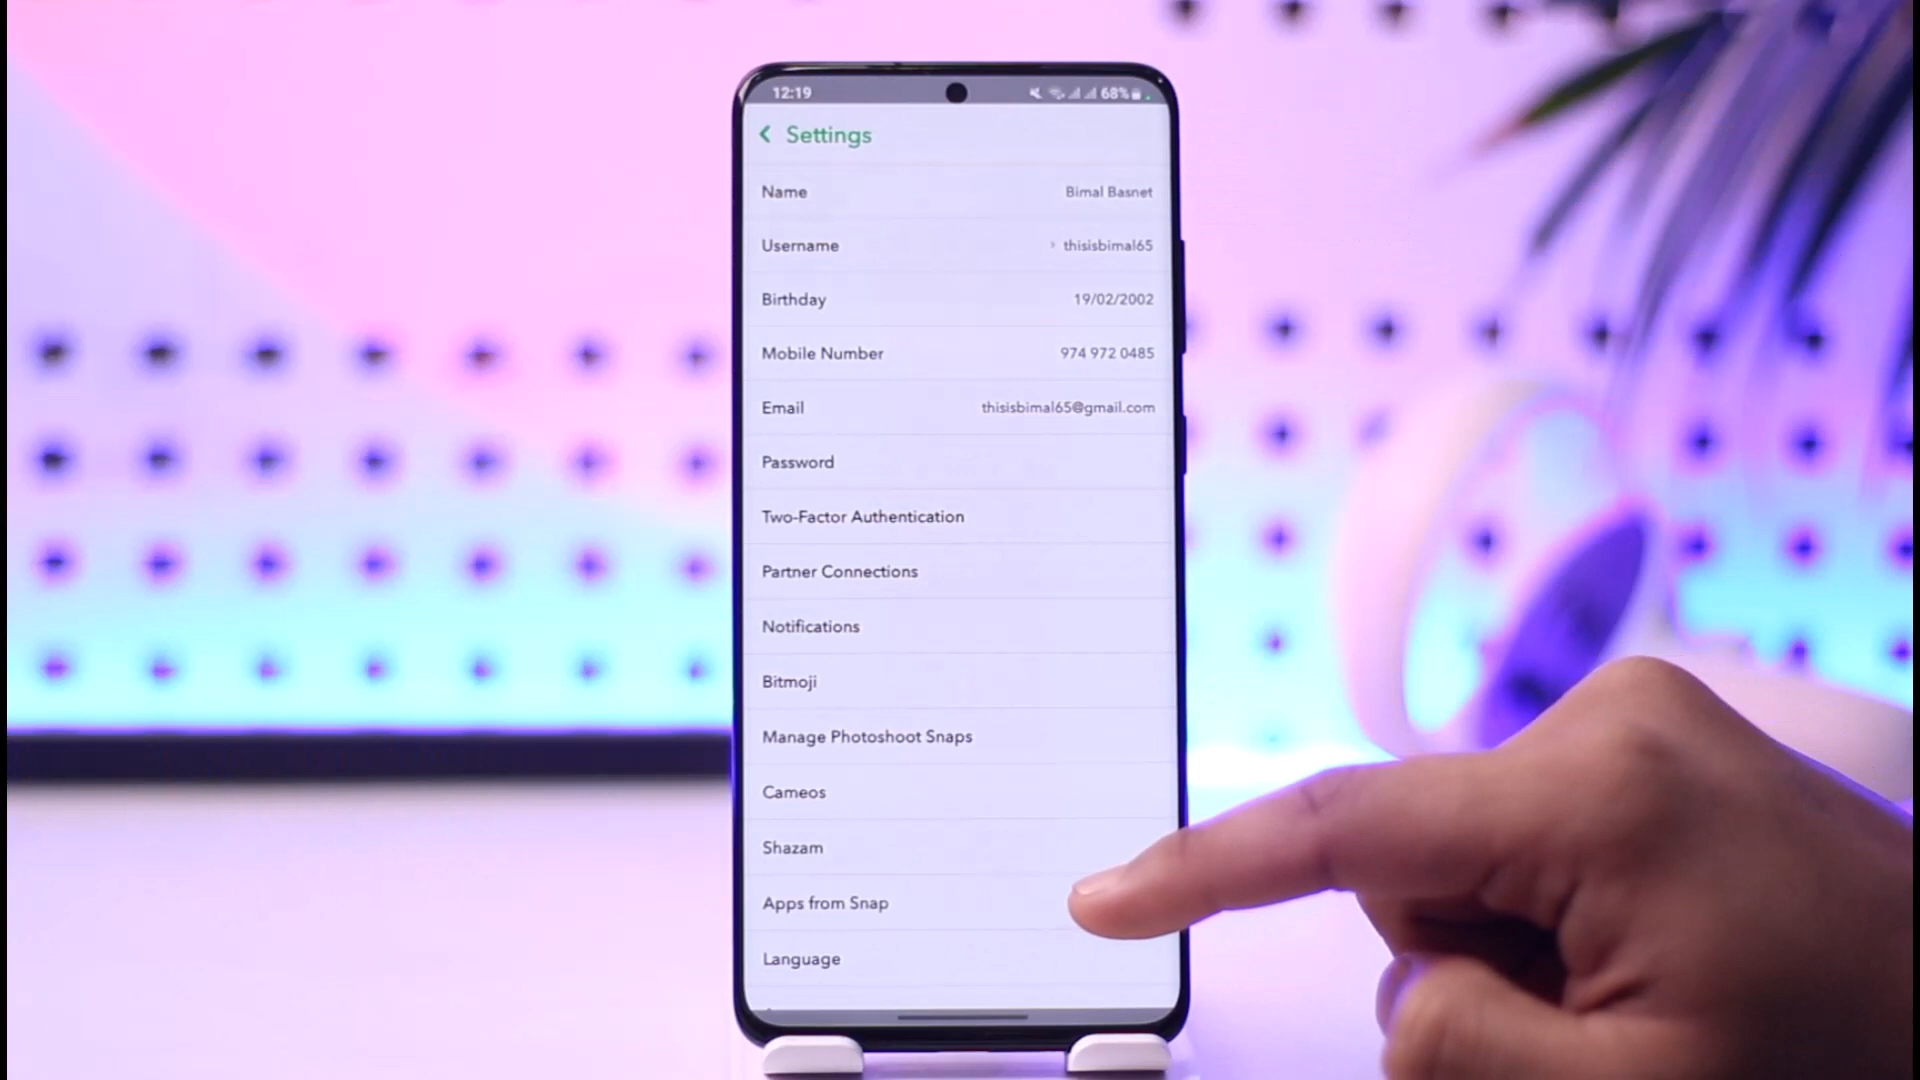 12:19 68%
Settings
Name Bimal Basnet
Username thisisbimal65
Birthday 19/02/2002
Mobile Number 974 972 0485
Email thisisbimal65@gmail.com
Password
Two-Factor Authentication
Partner Connections
Notifications
Bitmoji
Manage Photoshoot Snaps
Cameos
Shazam
Apps from Snap
Language